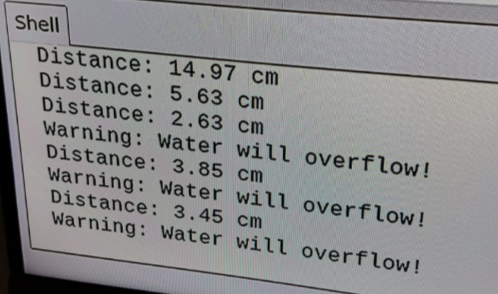 Shell
Distance: 14.97 cm
Distance: 5.63 cm
Distance: 2.63 cm
Warning: Water will overflow!
Distance: 3.85 cm
Warning: Water will overflow!
Distance: 3.45 cm
Warning: Water will overflow!